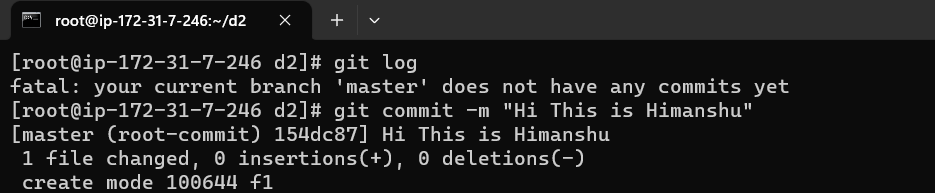 root@ip-172-31-7-246:~/d2
[root@ip-172-31-7-246 d2]# git log
fatal: your current branch 'master' does not have any commits yet
[root@ip-172-31-7-246 d2]# git commit -m "Hi This is Himanshu"
[master (root-commit) 154dc87] Hi This is Himanshu
 1 file changed, 0 insertions(+), 0 deletions(-)
 create mode 100644 f1